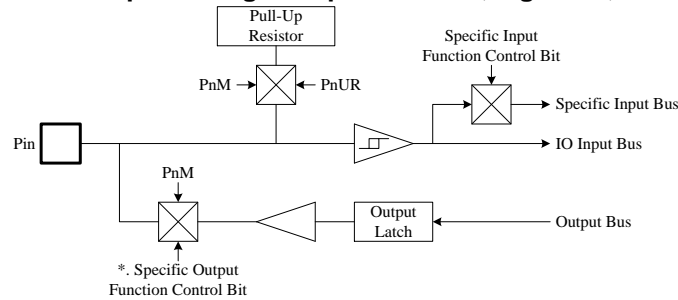 Pull-Up
Resistor
Specific Input
Function Control Bit
PnM
PnUR
Specific Input Bus
Pin
IO Input Bus
PnM
Output
Latch
Output Bus
*. Specific Output
Function Control Bit